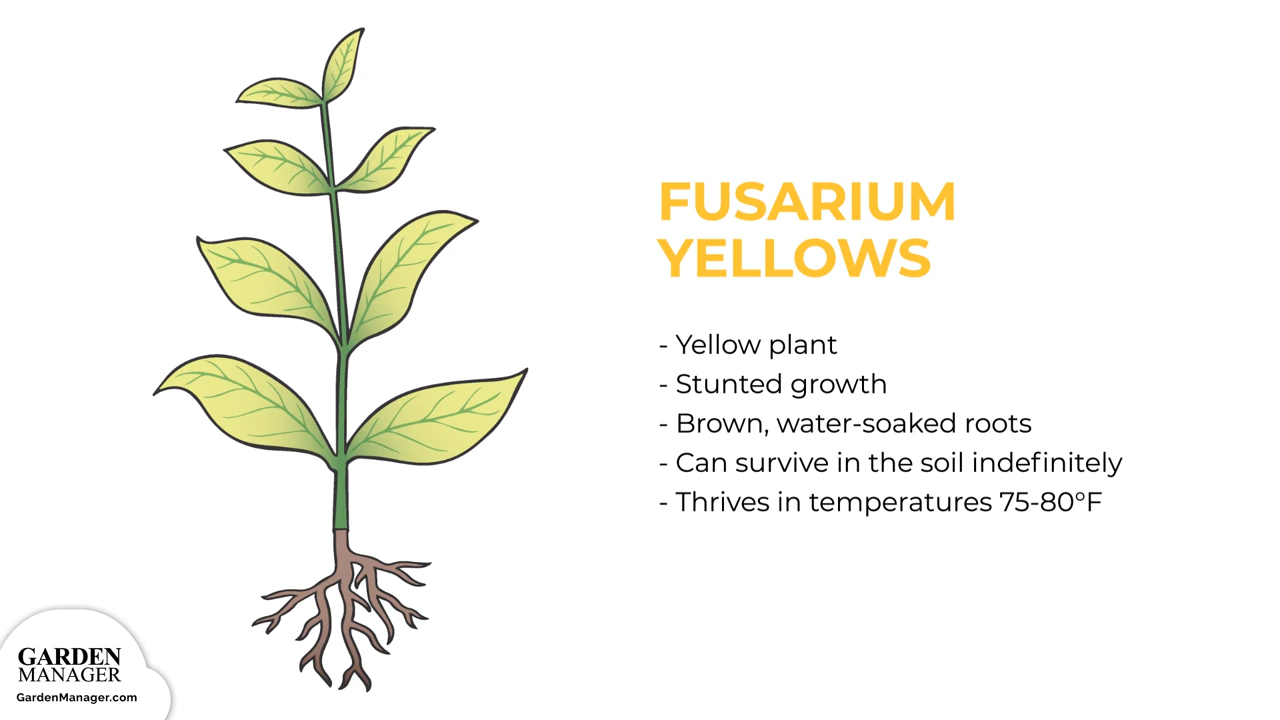 FUSARIUM
YELLOWS
- Yellow plant
- Stunted growth
- Brown, water-soaked roots
- Can survive in the soil indefinitely
- Thrives in temperatures 75-80°F
GARDEN
MANAGER
GardenManager.com